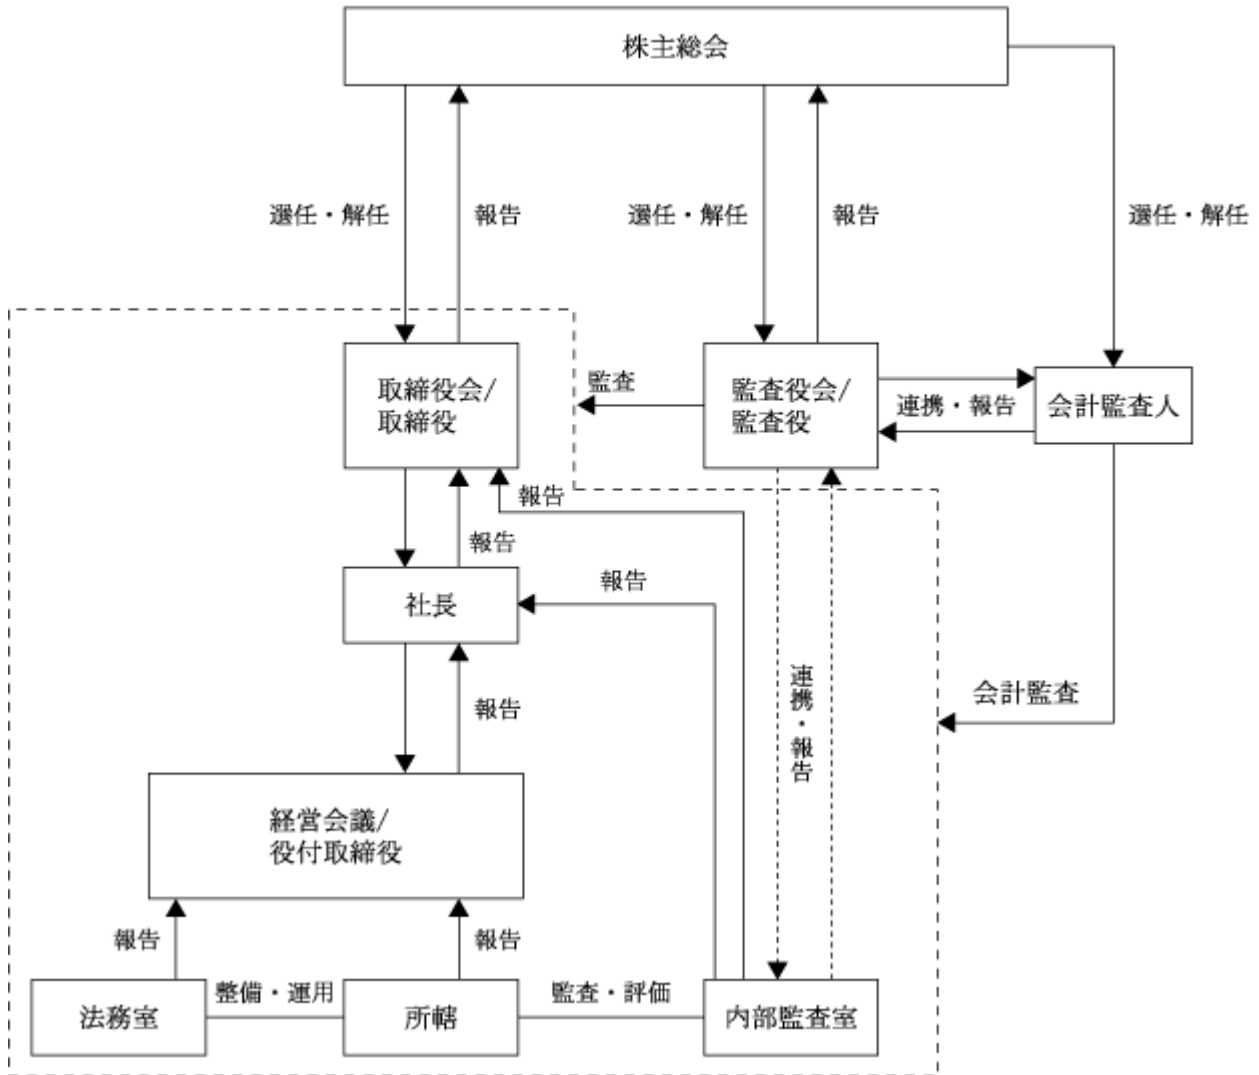 株主総会
選任・解任
報告
選任・解任
報告
選任・解任
取締役会/
取締役
監査
監査役会/
監査役
連携・報告
会計監査人
報告
報告
社長
報告
連携・報告
会計監査
報告
経営会議/
役付取締役
報告
報告
法務室
整備・運用
所轄
監査・評価
内部監査室